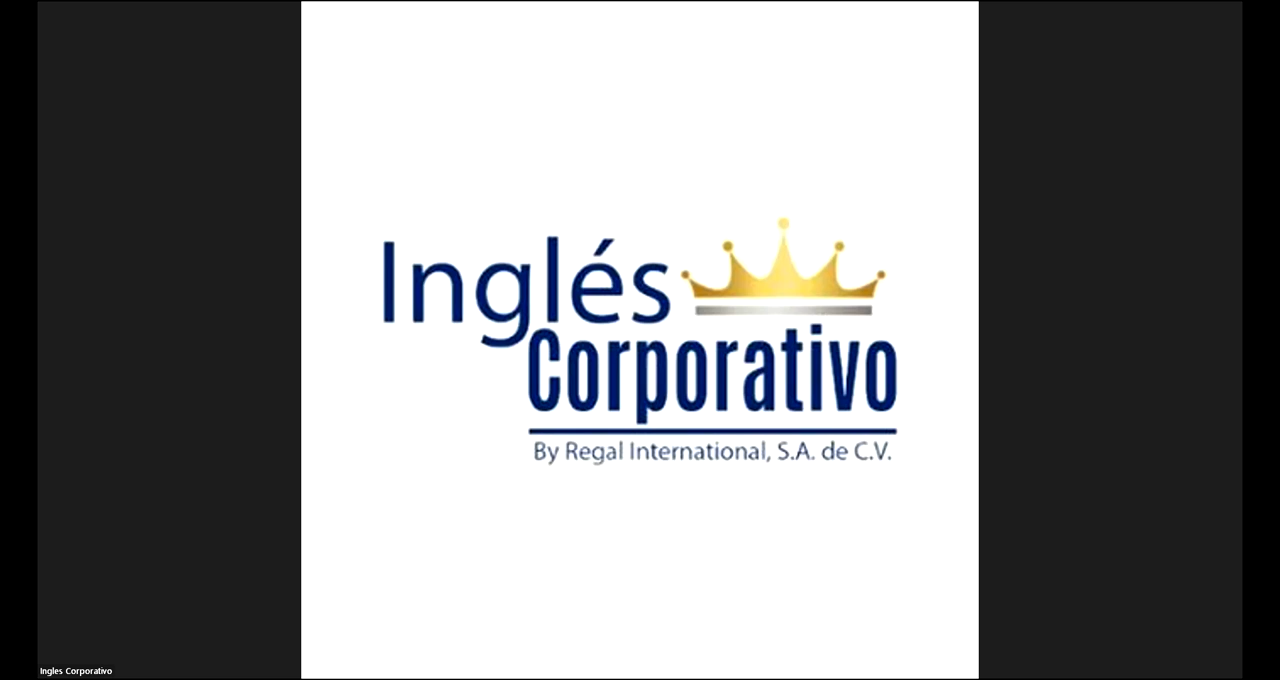 Inglés
Corporativo
By Regal International, S.A. de C.V.
Ingles Corporativo